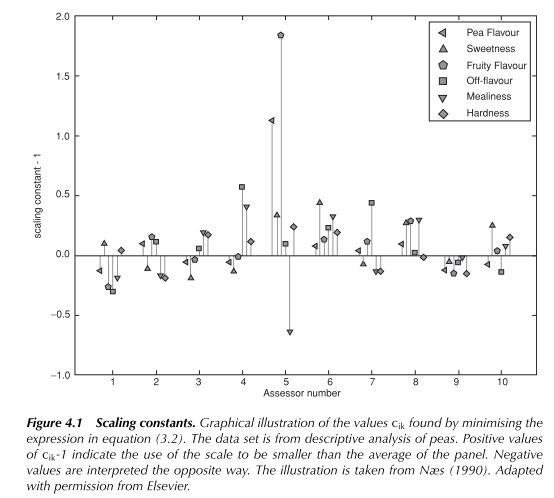 2.0
1.5
1.0
0.5
0.0
−0.5
−1.0
scaling constant - 1
Pea Flavour
Sweetness
Fruity Flavour
Off-flavour
Mealiness
Hardness
1 2 3 4 5 6 7 8 9 10
Assessor number
Figure 4.1 Scaling constants. Graphical illustration of the values cik found by minimising the
expression in equation (3.2). The data set is from descriptive analysis of peas. Positive values
of cik-1 indicate the use of the scale to be smaller than the average of the panel. Negative
values are interpreted the opposite way. The illustration is taken from Næs (1990). Adapted
with permission from Elsevier.